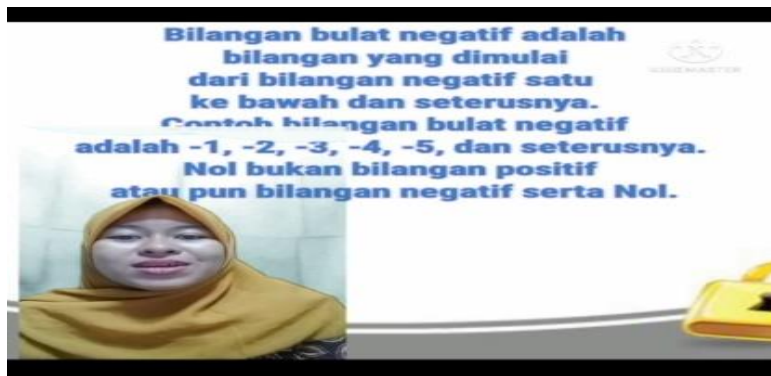 Bilangan bulat negatif adalah
bilangan yang dimulai
dari bilangan negatif satu
ke bawah dan seterusnya.
Contoh bilangan bulat negatif
adalah -1, -2, -3, -4, -5, dan seterusnya.
Nol bukan bilangan positif
atau pun bilangan negatif serta Nol.